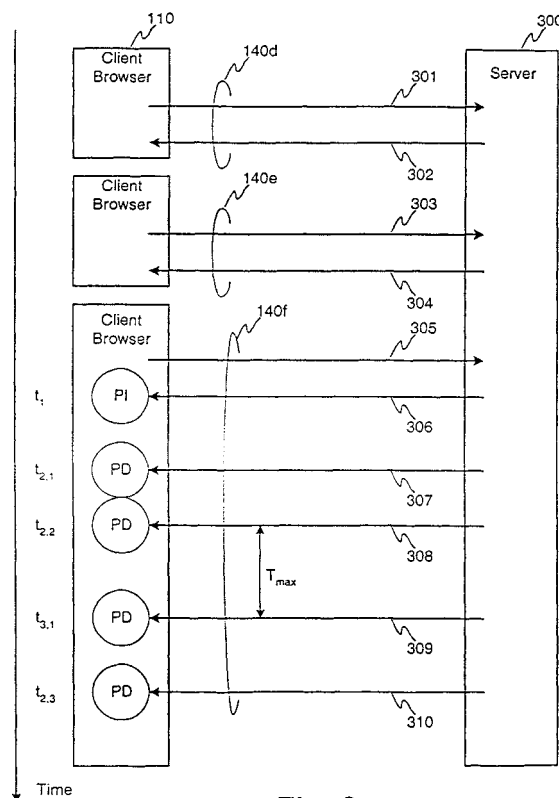 110
300
Client
Browser
140d
301
Server
302
Client
Browser
140e
303
304
Client
Browser
140f
305
t1
PI
306
t2,1
PD
307
t2,2
PD
308
Tmax
t3,1
PD
309
t2,3
PD
310
Time